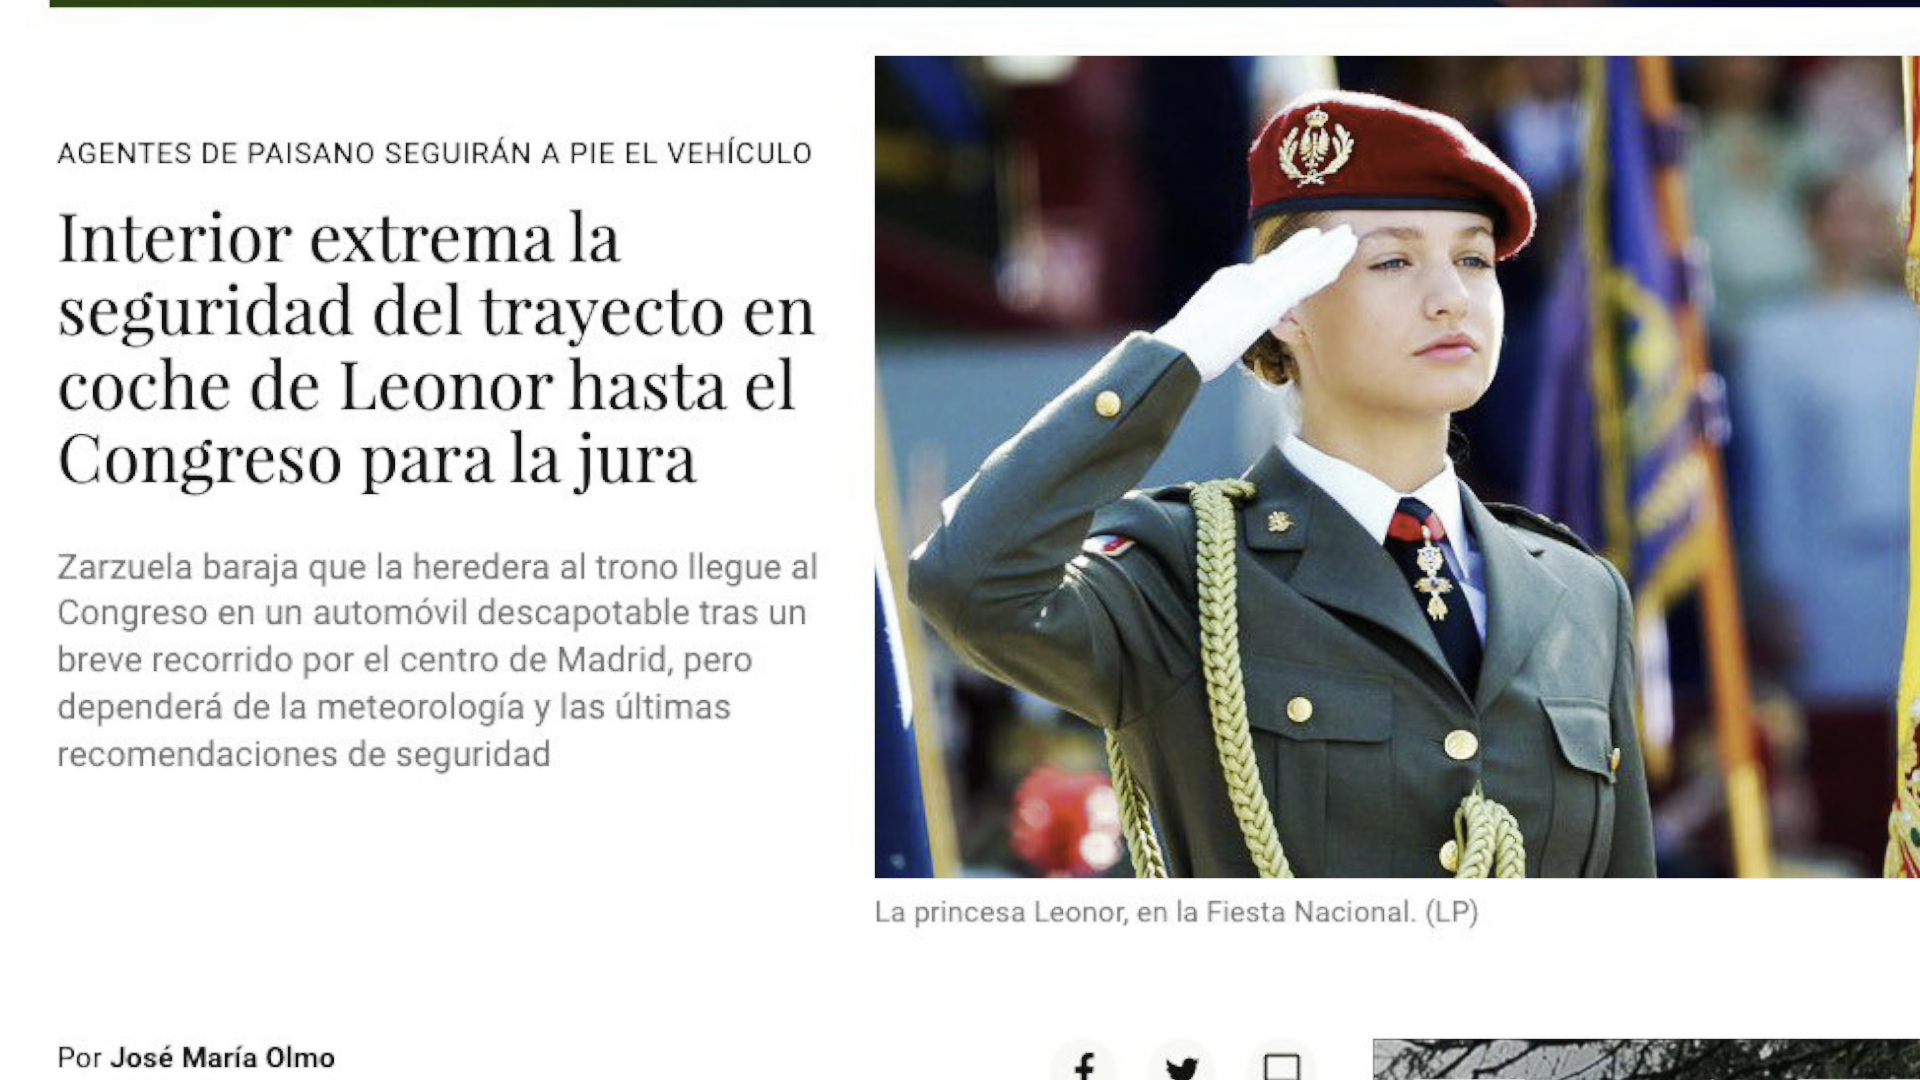 AGENTES DE PAISANO SEGUIRÁN A PIE EL VEHÍCULO
Interior extrema la
seguridad del trayecto en
coche de Leonor hasta el
Congreso para la jura
Zarzuela baraja que la heredera al trono llegue al
Congreso en un automóvil descapotable tras un
breve recorrido por el centro de Madrid, pero
dependerá de la meteorología y las últimas
recomendaciones de seguridad
La princesa Leonor, en la Fiesta Nacional. (LP)
Por José María Olmo